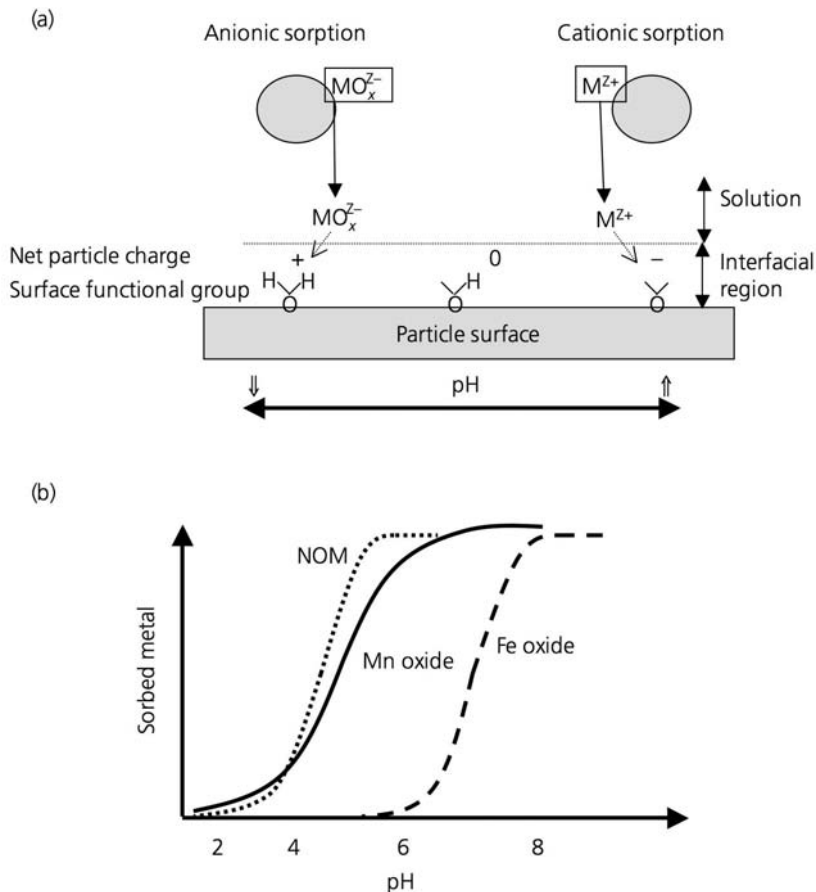 (a)
Anionic sorption Cationic sorption
MOₓᶻ⁻ Mᶻ⁺
Solution
MOₓᶻ⁻ Mᶻ⁺
Net particle charge + 0 −
Interfacial
region
H H H
Surface functional group
O O O
Particle surface
⇓ pH ⇑
(b)
NOM
Mn oxide Fe oxide
Sorbed metal
2 4 6 8
pH